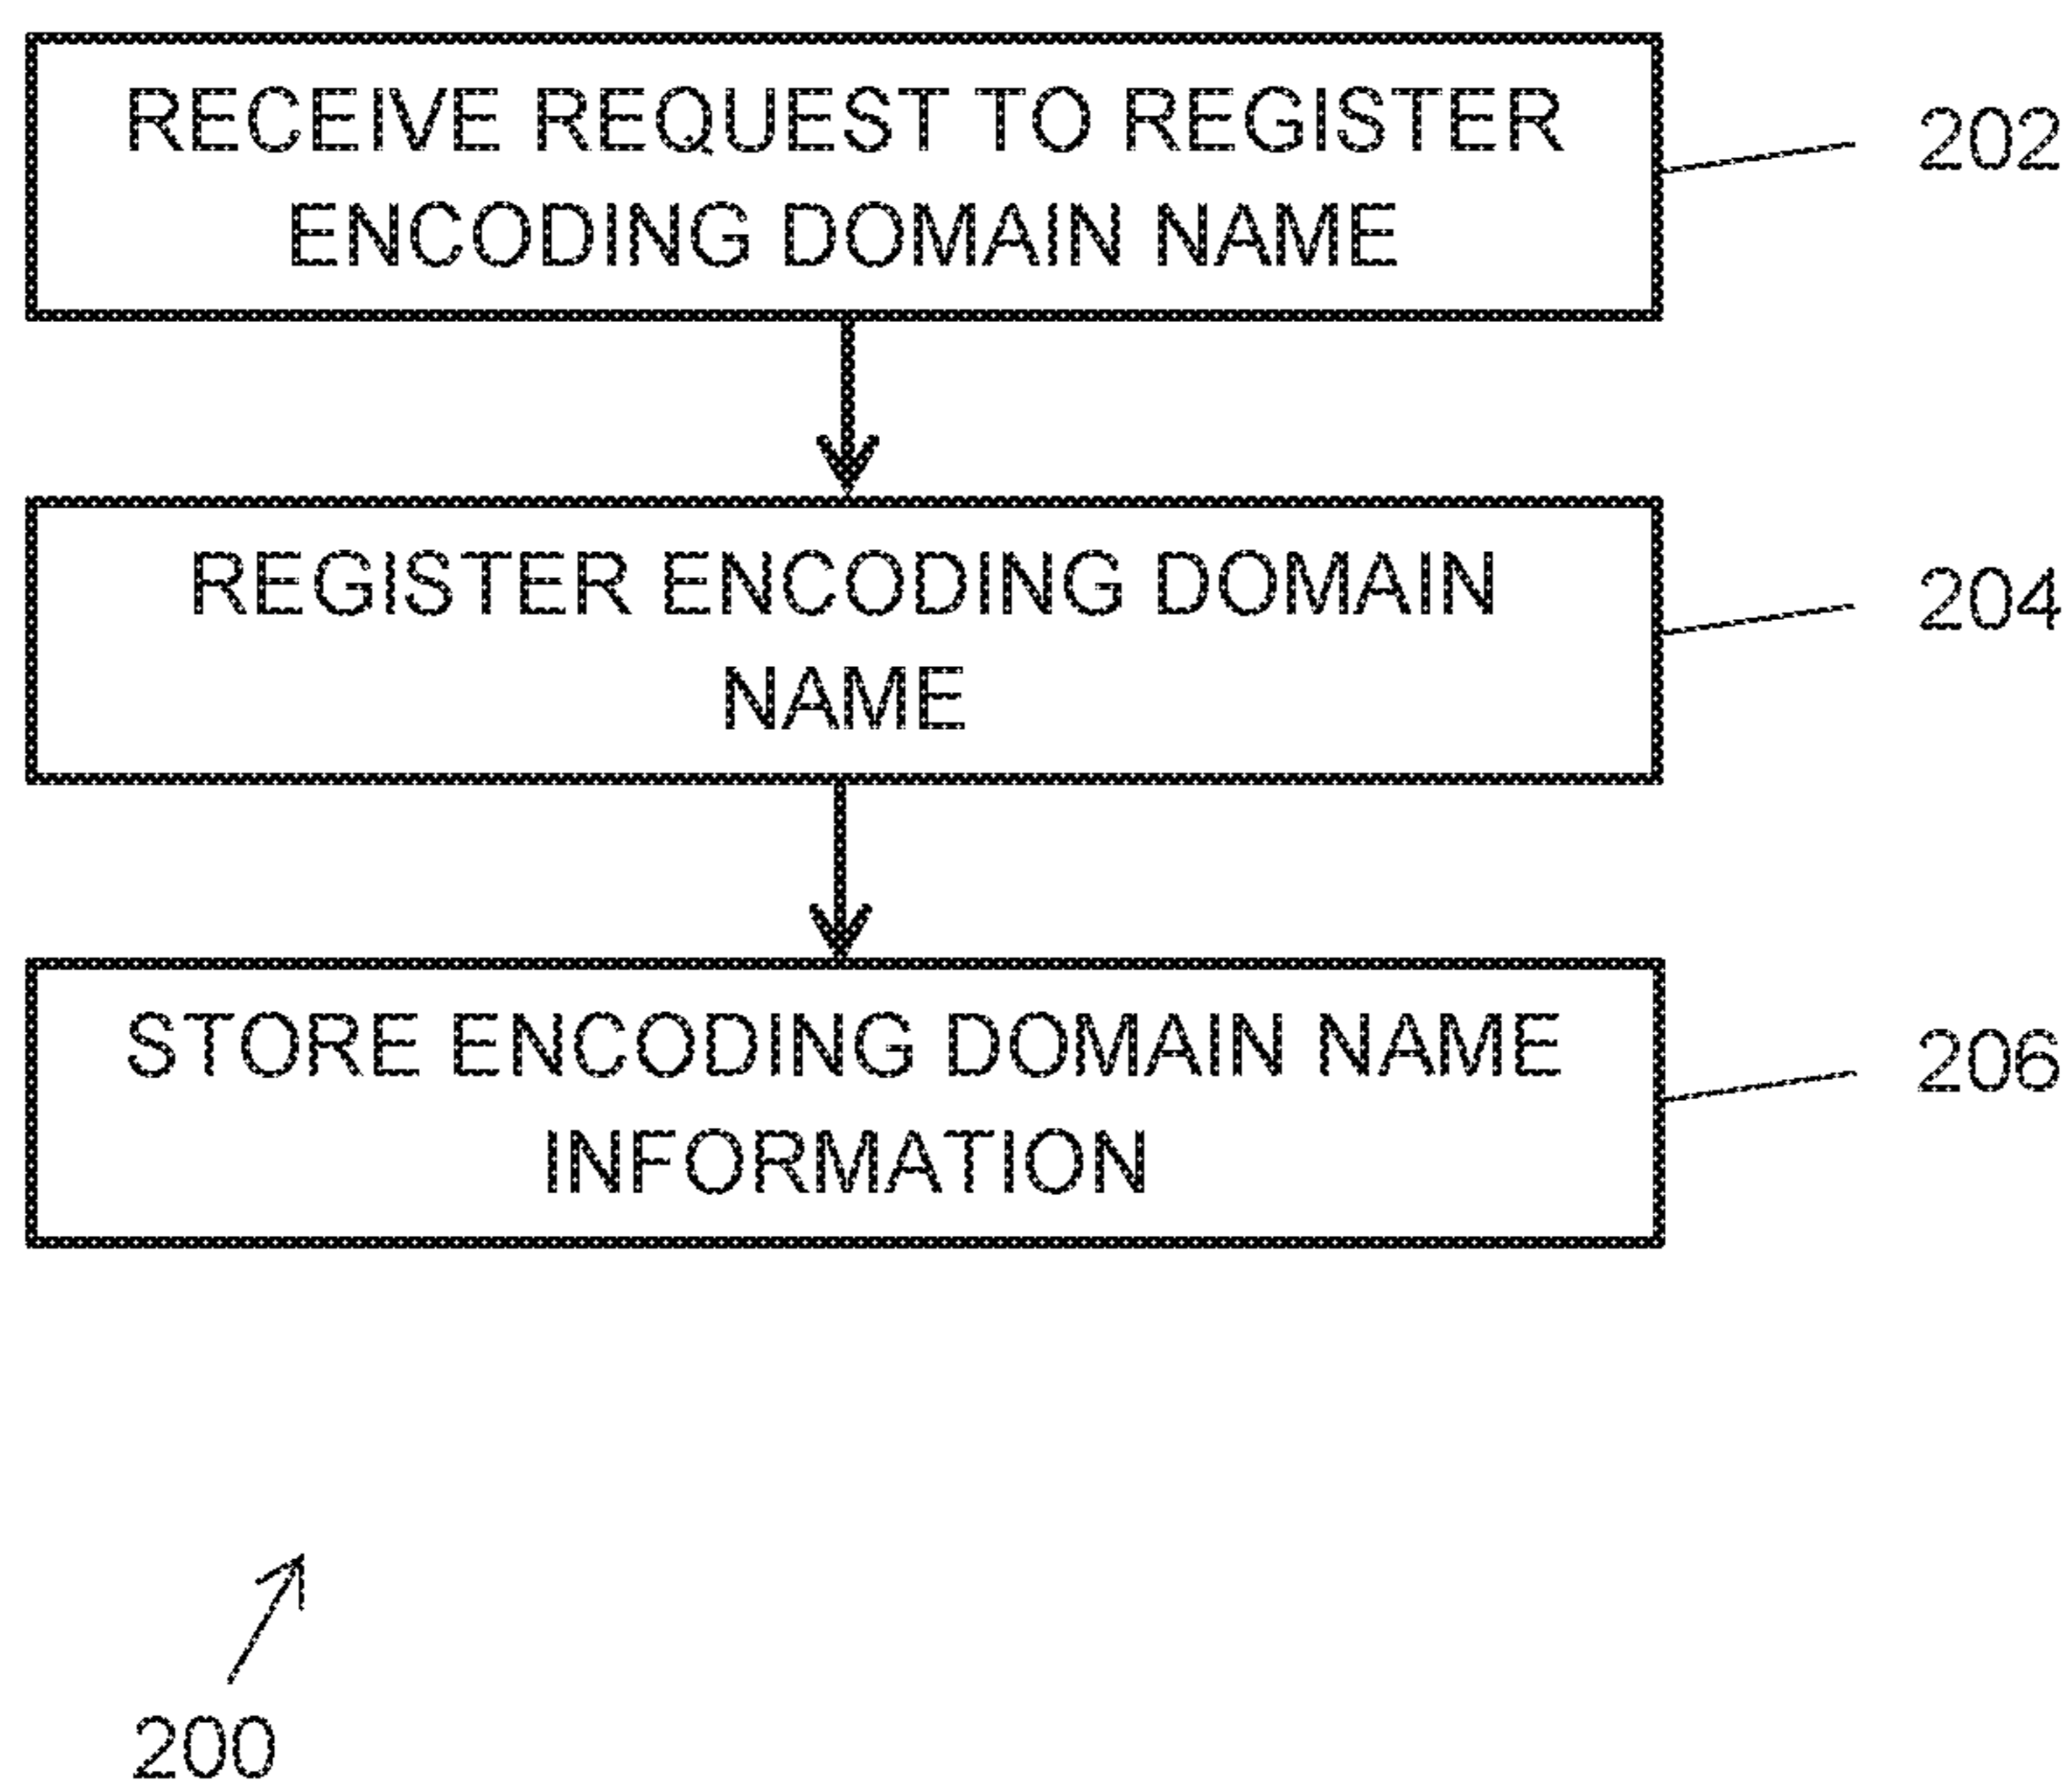 RECEIVE REQUEST TO REGISTER
ENCODING DOMAIN NAME
202
REGISTER ENCODING DOMAIN
NAME
204
STORE ENCODING DOMAIN NAME
INFORMATION
206
200